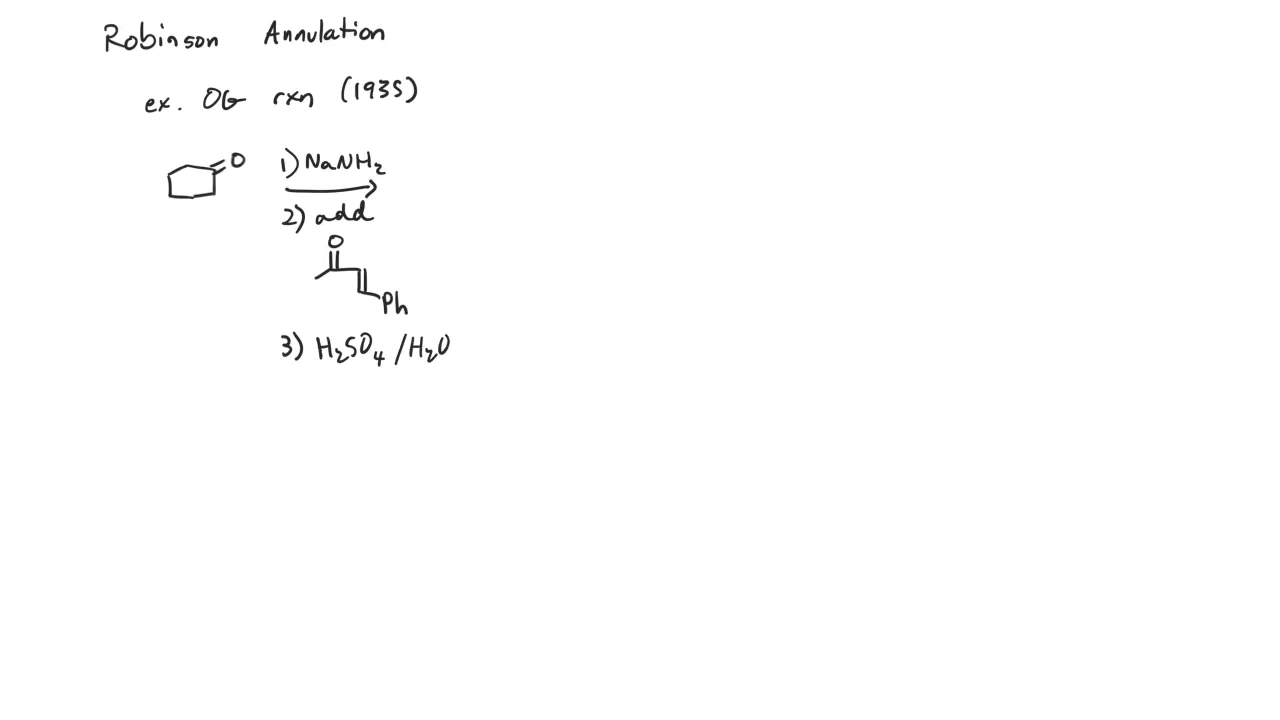 Robinson Annulation
ex. OG rxn (1935)
O
1) NaNH₂
2) add
O
Ph
3) H₂SO₄ / H₂O